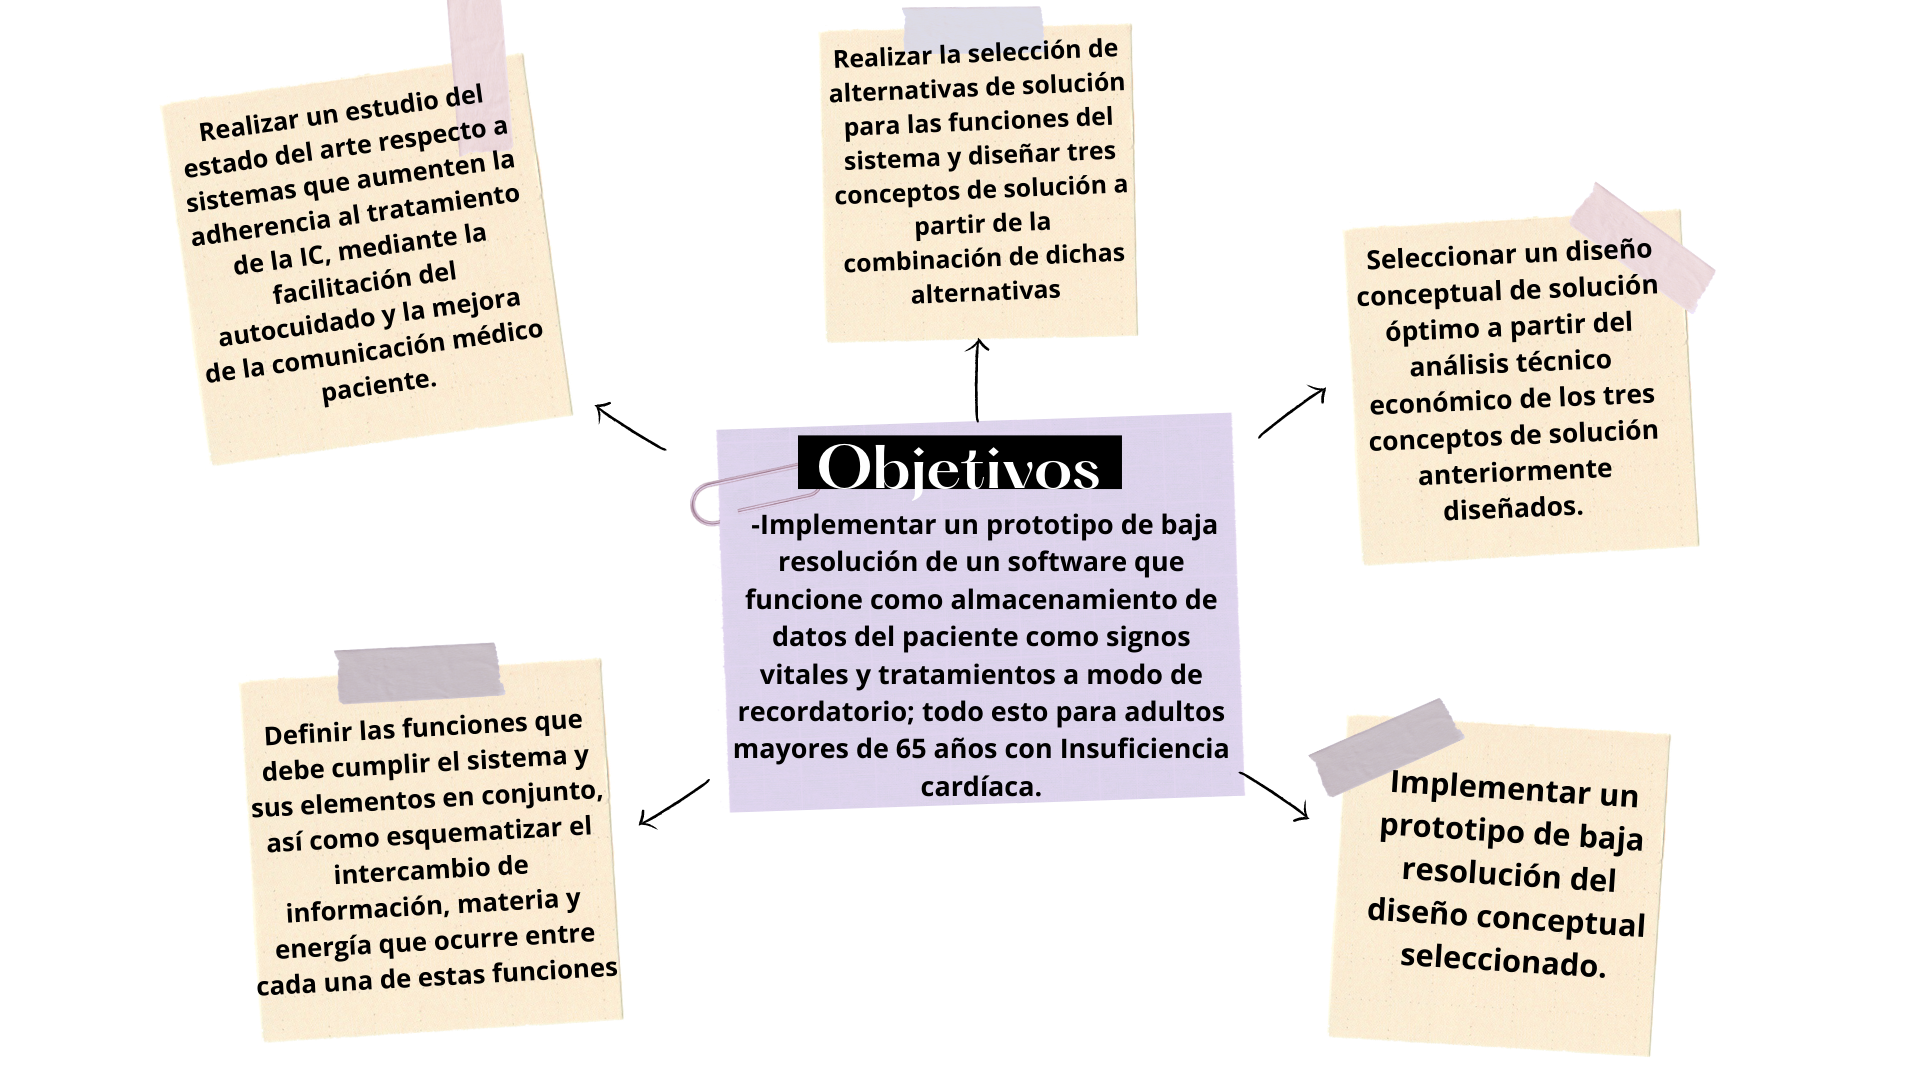 Realizar un estudio del
estado del arte respecto a
sistemas que aumenten la
adherencia al tratamiento
de la IC, mediante la
facilitación del
autocuidado y la mejora
de la comunicación médico
paciente.
Realizar la selección de
alternativas de solución
para las funciones del
sistema y diseñar tres
conceptos de solución a
partir de la
combinación de dichas
alternativas
Seleccionar un diseño
conceptual de solución
óptimo a partir del
análisis técnico
económico de los tres
conceptos de solución
anteriormente
diseñados.
Objetivos
-Implementar un prototipo de baja
resolución de un software que
funcione como almacenamiento de
datos del paciente como signos
vitales y tratamientos a modo de
recordatorio; todo esto para adultos
mayores de 65 años con Insuficiencia
cardíaca.
Definir las funciones que
debe cumplir el sistema y
sus elementos en conjunto,
así como esquematizar el
intercambio de
información, materia y
energía que ocurre entre
cada una de estas funciones
Implementar un
prototipo de baja
resolución del
diseño conceptual
seleccionado.